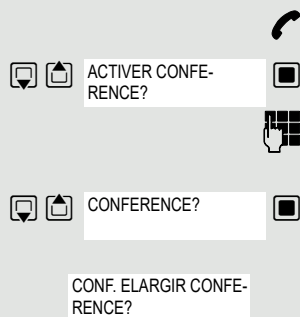 ACTIVER CONFE-
RENCE?
CONFERENCE?
CONF. ELARGIR CONFE-
RENCE?